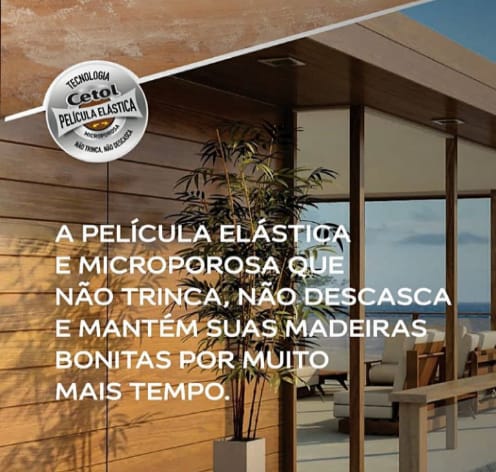 TECNOLOGIA
Cetol
PELÍCULA ELÁSTICA
MICROPOROSA
NÃO TRINCA, NÃO DESCASCA
A PELÍCULA ELÁSTICA
E MICROPOROSA QUE
NÃO TRINCA, NÃO DESCASCA
E MANTÉM SUAS MADEIRAS
BONITAS POR MUITO
MAIS TEMPO.